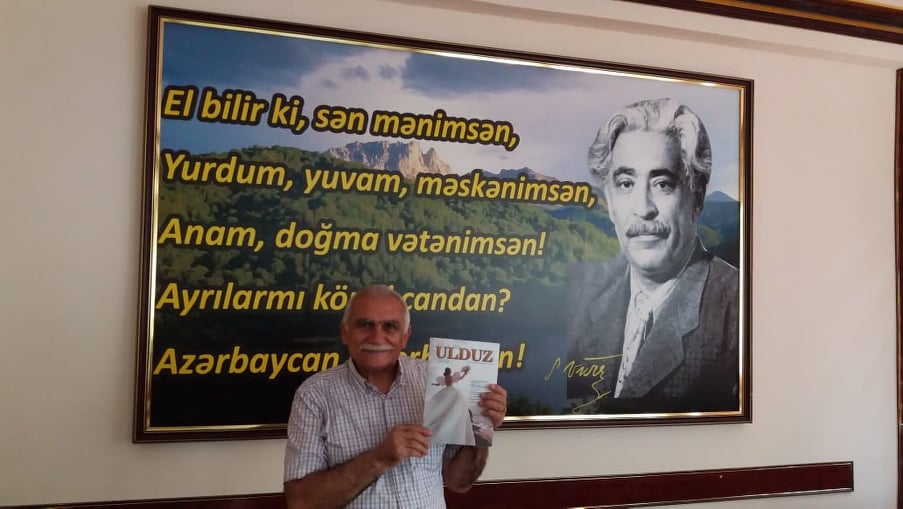 El bilir ki, sən mənimsən,
Yurdum, yuvam, məskənimsən,
Anam, doğma vətənimsən!
Ayrılarmı candan?
Azərbaycan
ULDUZ